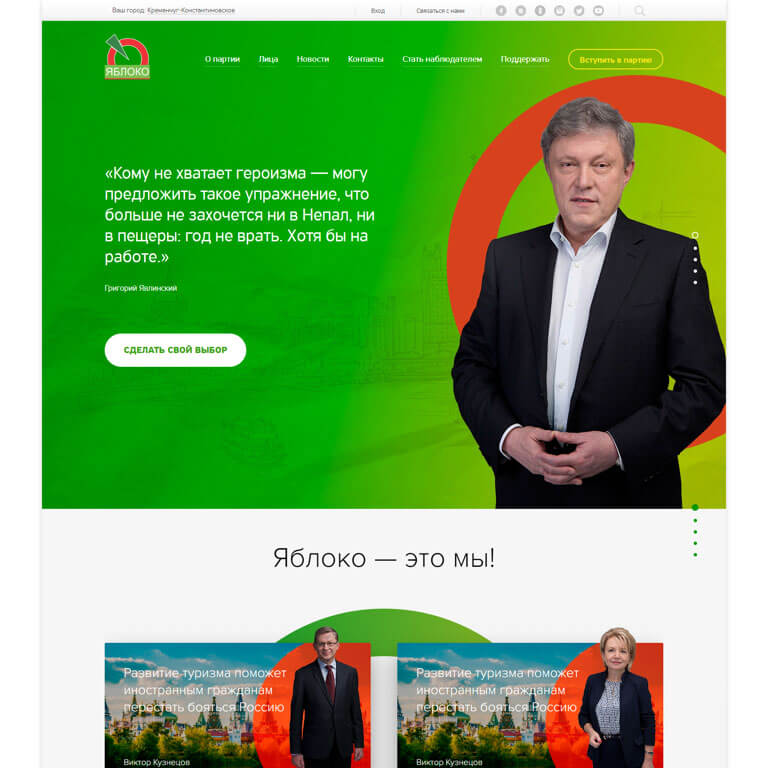 Ваш город: Кременчуг-Константиновское
Вход
Связаться с нами
ЯБЛОКО
О партии
Лица
Новости
Контакты
Стать наблюдателем
Поддержать
Вступить в партию
«Кому не хватает героизма — могу
предложить такое упражнение, что
больше не захочется ни в Непал, ни
в пещеры: год не врать. Хотя бы на
работе.»
Григорий Явлинский
СДЕЛАТЬ СВОЙ ВЫБОР
Яблоко — это мы!
Развитие туризма поможет
иностранным гражданам
перестать бояться Россию
Виктор Кузнецов
Развитие туризма поможет
иностранным гражданам
перестать бояться Россию
Виктор Кузнецов